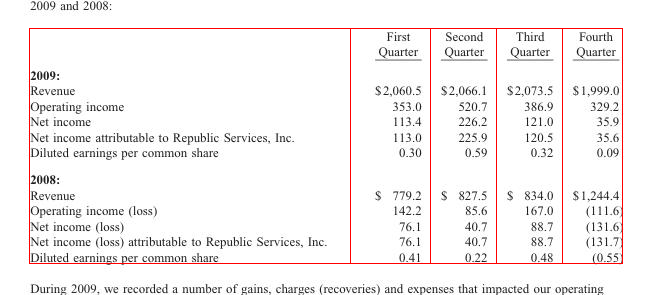 2009 and 2008:
First Second Third Fourth
Quarter Quarter Quarter Quarter
2009:
Revenue $2,060.5 $2,066.1 $2,073.5 $1,999.0
Operating income 353.0 520.7 386.9 329.2
Net income 113.4 226.2 121.0 35.9
Net income attributable to Republic Services, Inc. 113.0 225.9 120.5 35.6
Diluted earnings per common share 0.30 0.59 0.32 0.09
2008:
Revenue $ 779.2 $ 827.5 $ 834.0 $1,244.4
Operating income (loss) 142.2 85.6 167.0 (111.6)
Net income (loss) 76.1 40.7 88.7 (131.6)
Net income (loss) attributable to Republic Services, Inc. 76.1 40.7 88.7 (131.7)
Diluted earnings per common share 0.41 0.22 0.48 (0.55)
During 2009, we recorded a number of gains, charges (recoveries) and expenses that impacted our operating